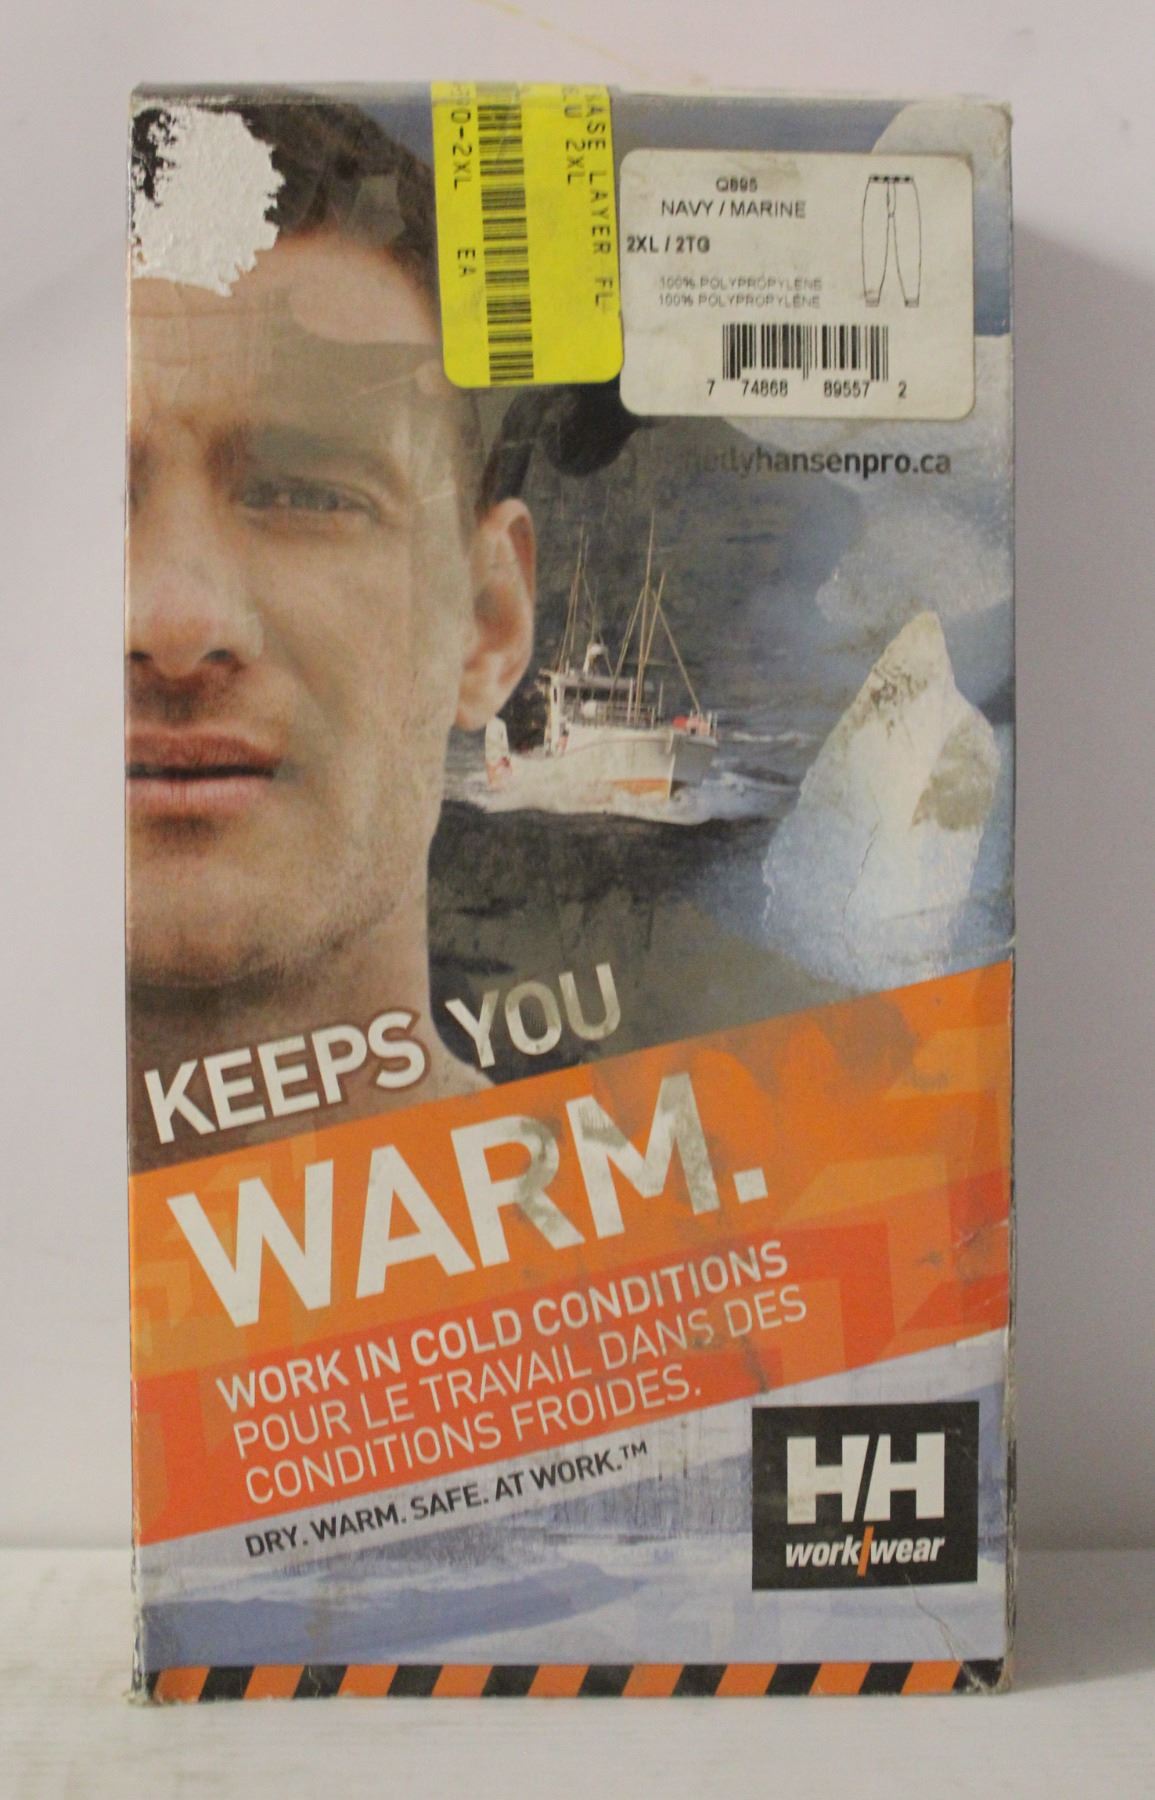 ASE LAYER FL
LU 2XL
O-2XL EA
Q895
NAVY / MARINE
2XL / 2TG
100% POLYPROPYLENE
100% POLYPROPYLÈNE
7 74868 89557 2
hellyhansenpro.ca
KEEPS YOU
WARM.
WORK IN COLD CONDITIONS
POUR LE TRAVAIL DANS DES
CONDITIONS FROIDES.
DRY. WARM. SAFE. AT WORK.™
H/H
work/wear